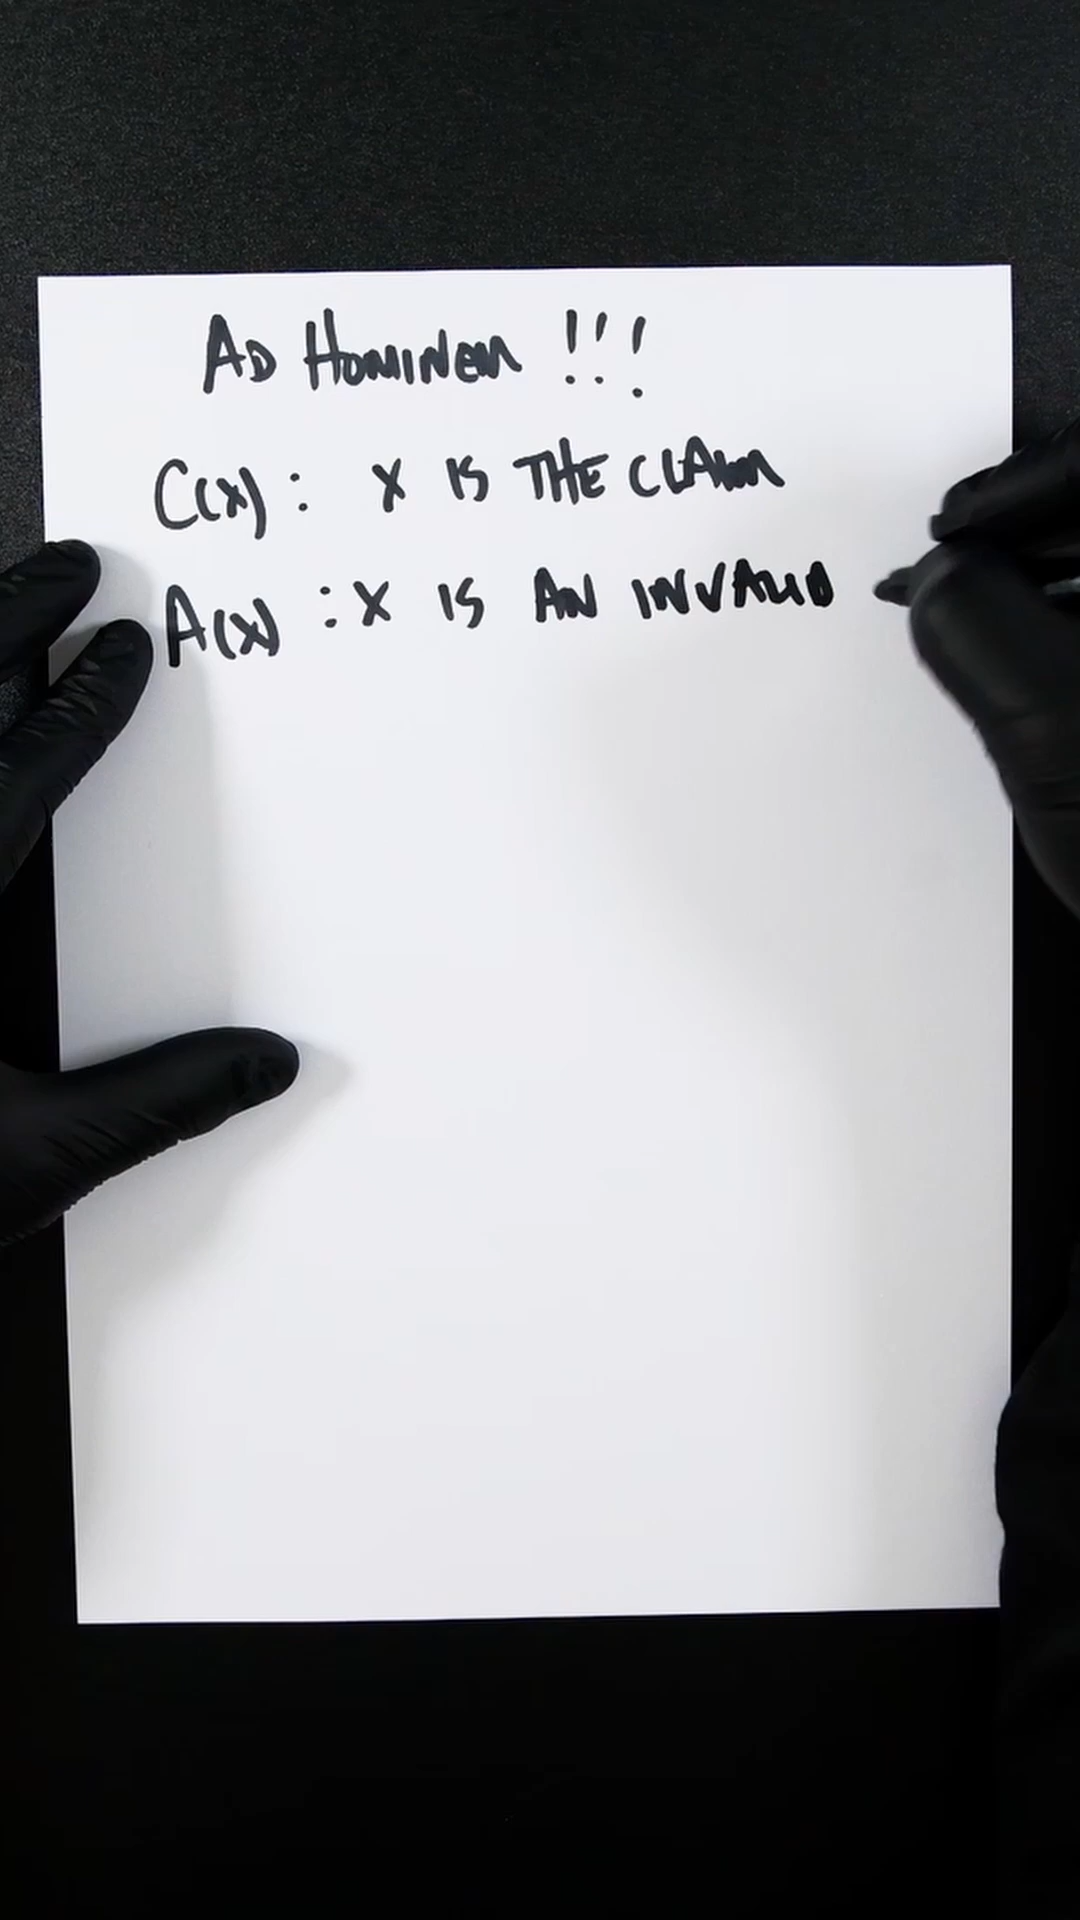 AD HOMINEM !!!
C(x): X IS THE CLAIM
A(x): X IS AN INVALID